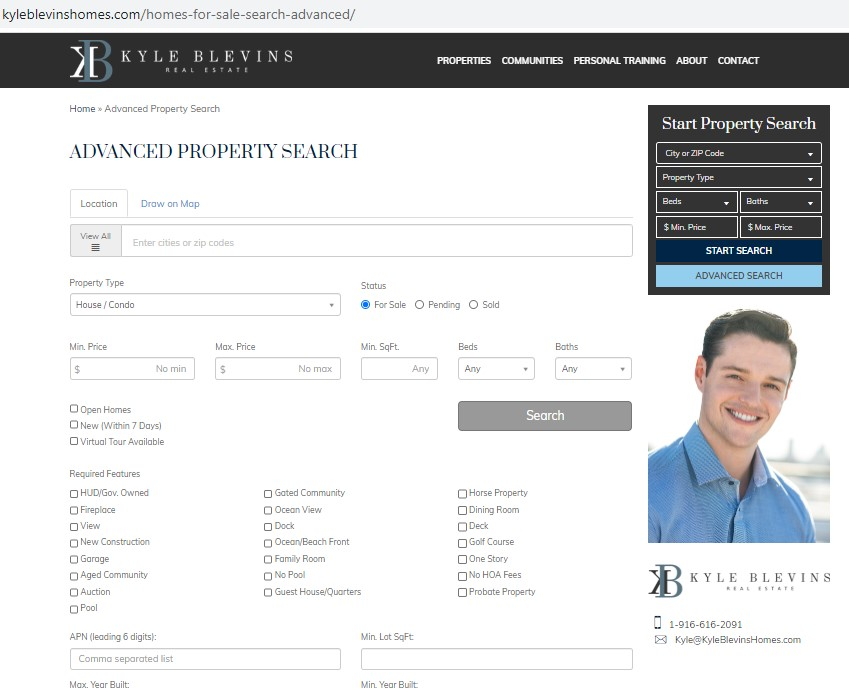 kyleblevinshomes.com/homes-for-sale-search-advanced/
KB KYLE BLEVINS
REAL ESTATE
PROPERTIES COMMUNITIES PERSONAL TRAINING ABOUT CONTACT
Home » Advanced Property Search
ADVANCED PROPERTY SEARCH
Location Draw on Map
View All
Enter cities or zip codes
Property Type
House / Condo
Status
For Sale Pending Sold
Min. Price Max. Price Min. SqFt. Beds Baths
$ No min $ No max Any Any Any
Open Homes
New (Within 7 Days)
Virtual Tour Available
Search
Required Features
HUD/Gov. Owned Gated Community Horse Property
Fireplace Ocean View Dining Room
View Dock Deck
New Construction Ocean/Beach Front Golf Course
Garage Family Room One Story
Aged Community No Pool No HOA Fees
Auction Guest House/Quarters Probate Property
Pool
APN (leading 6 digits): Min. Lot SqFt:
Comma separated list
Max. Year Built: Min. Year Built:
Start Property Search
City or ZIP Code
Property Type
Beds Baths
$ Min. Price $ Max. Price
START SEARCH
ADVANCED SEARCH
KB KYLE BLEVINS
REAL ESTATE
1-916-616-2091
Kyle@KyleBlevinsHomes.com